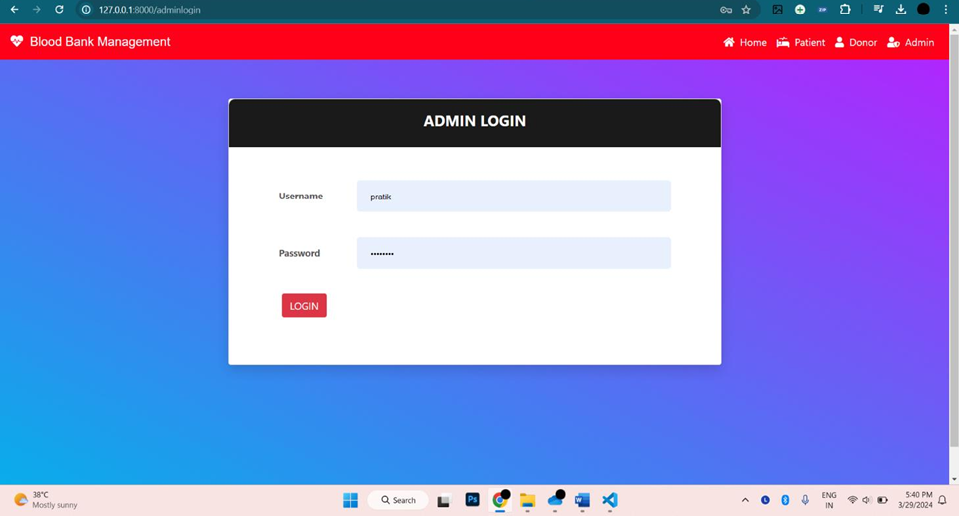 127.0.0.1:8000/adminlogin
Blood Bank Management
Home Patient Donor Admin
ADMIN LOGIN
Username pratik
Password ••••••••
LOGIN
38°C
Mostly sunny
Ps
Search
ENG
IN
5:40 PM
3/29/2024